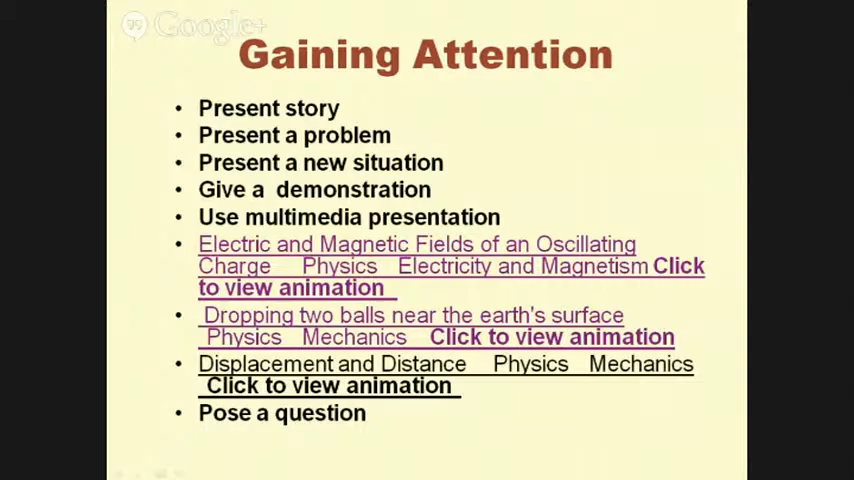 Google+
Gaining Attention
• Present story
• Present a problem
• Present a new situation
• Give a demonstration
• Use multimedia presentation
• Electric and Magnetic Fields of an Oscillating
Charge Physics Electricity and Magnetism Click
to view animation
• Dropping two balls near the earth's surface
Physics Mechanics Click to view animation
• Displacement and Distance Physics Mechanics
Click to view animation
• Pose a question